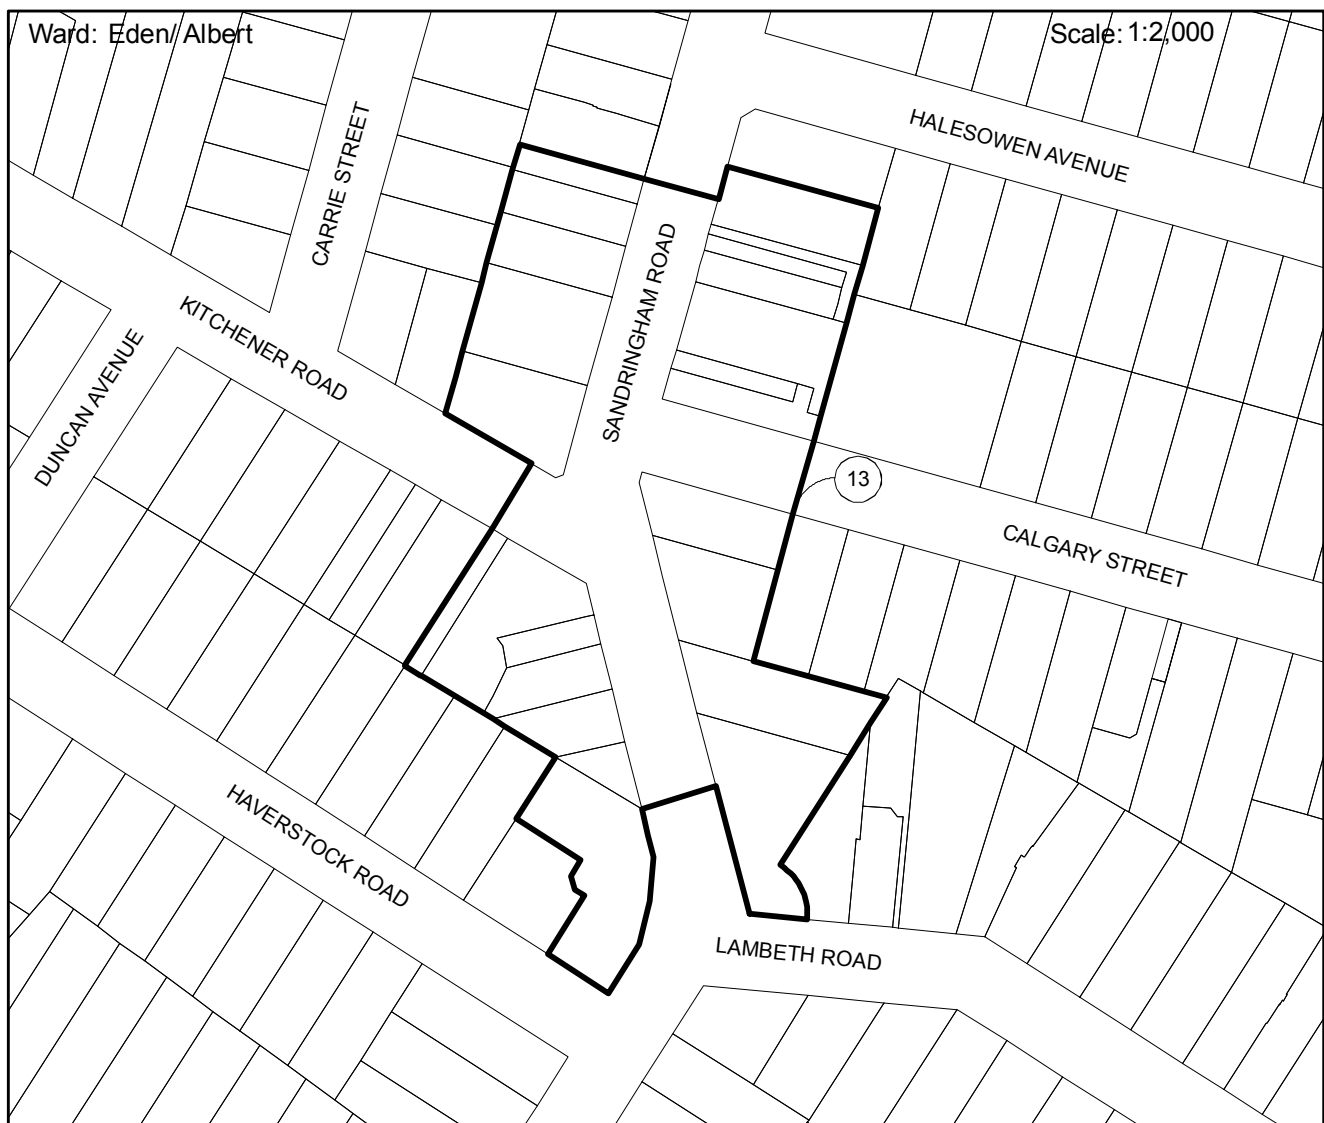 Ward: Eden/ Albert
Scale: 1:2,000
HALESOWEN AVENUE
CARRIE STREET
SANDRINGHAM ROAD
KITCHENER ROAD
DUNCAN AVENUE
13
CALGARY STREET
HAVERSTOCK ROAD
LAMBETH ROAD